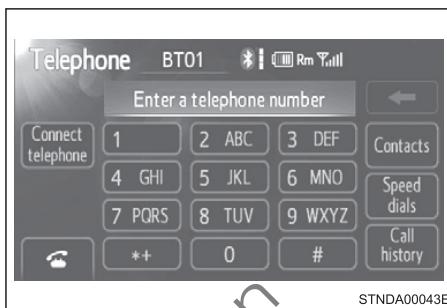 Telephone BT01 Rm
Enter a telephone number
Connect
telephone
1
2 ABC
3 DEF
Contacts
4 GHI
5 JKL
6 MNO
Speed
dials
7 PQRS
8 TUV
9 WXYZ
Call
history
*+
0
#
STNDA00043E